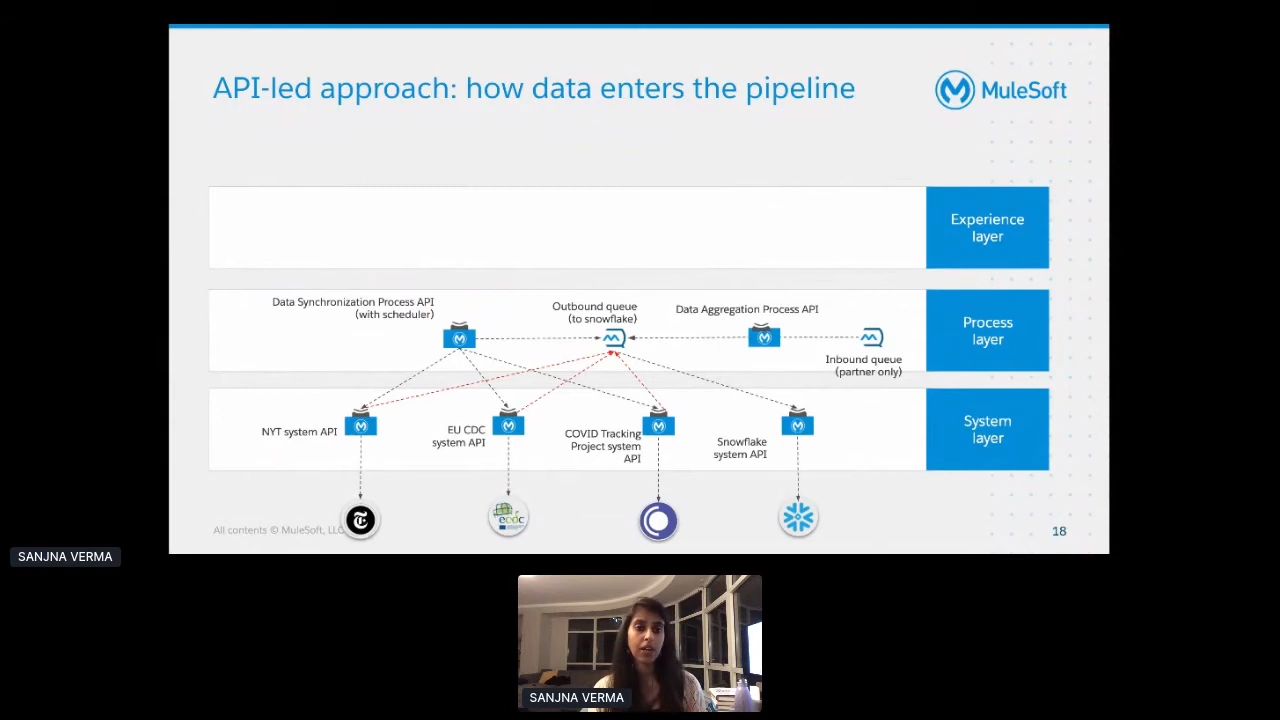 API-led approach: how data enters the pipeline
MuleSoft
Experience
layer
Data Synchronization Process API
(with scheduler)
Outbound queue
(to snowflake)
Data Aggregation Process API
Inbound queue
(partner only)
Process
layer
NYT system API
EU CDC
system API
COVID Tracking
Project system
API
Snowflake
system API
System
layer
All contents © MuleSoft, LLC
T
ecdc
18
SANJNA VERMA
SANJNA VERMA